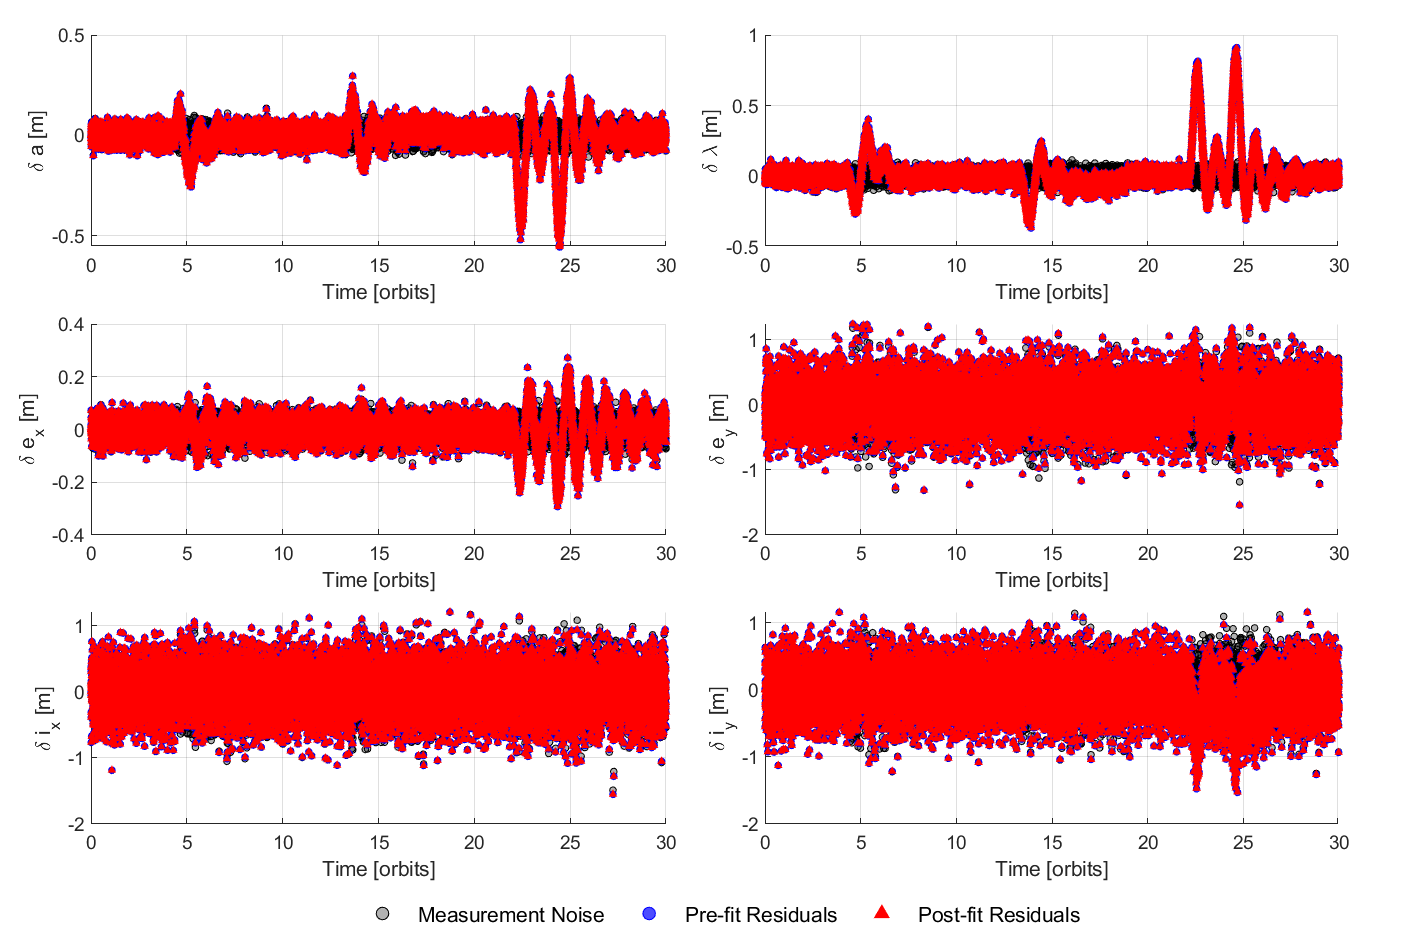 0.5
0
-0.5
δ a [m]
0 5 10 15 20 25 30
Time [orbits]
1
0.5
0
-0.5
δ λ [m]
0 5 10 15 20 25 30
Time [orbits]
0.4
0.2
0
-0.2
-0.4
δ e_x [m]
0 5 10 15 20 25 30
Time [orbits]
1
0
-1
-2
δ e_y [m]
0 5 10 15 20 25 30
Time [orbits]
1
0
-1
-2
δ i_x [m]
0 5 10 15 20 25 30
Time [orbits]
1
0
-1
-2
δ i_y [m]
0 5 10 15 20 25 30
Time [orbits]
Measurement Noise Pre-fit Residuals Post-fit Residuals